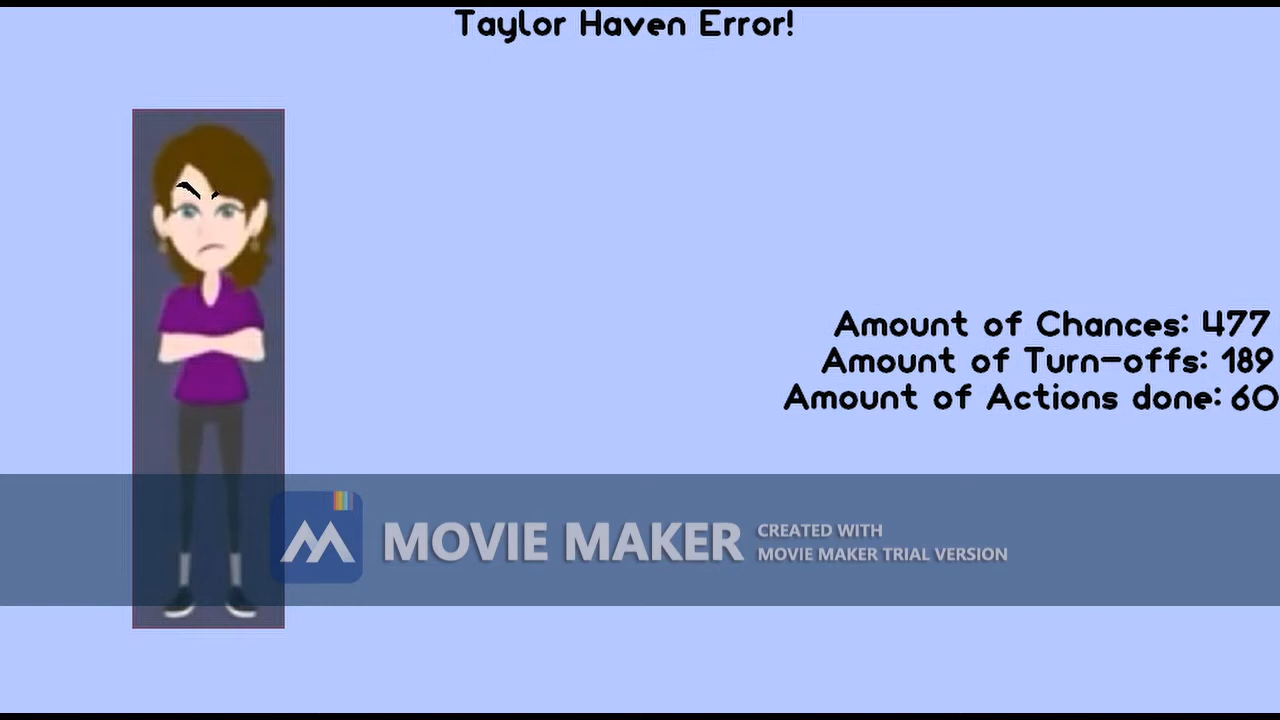 Taylor Haven Error!
Amount of Chances: 477
Amount of Turn-offs: 189
Amount of Actions done: 60
MOVIE MAKER
CREATED WITH
MOVIE MAKER TRIAL VERSION